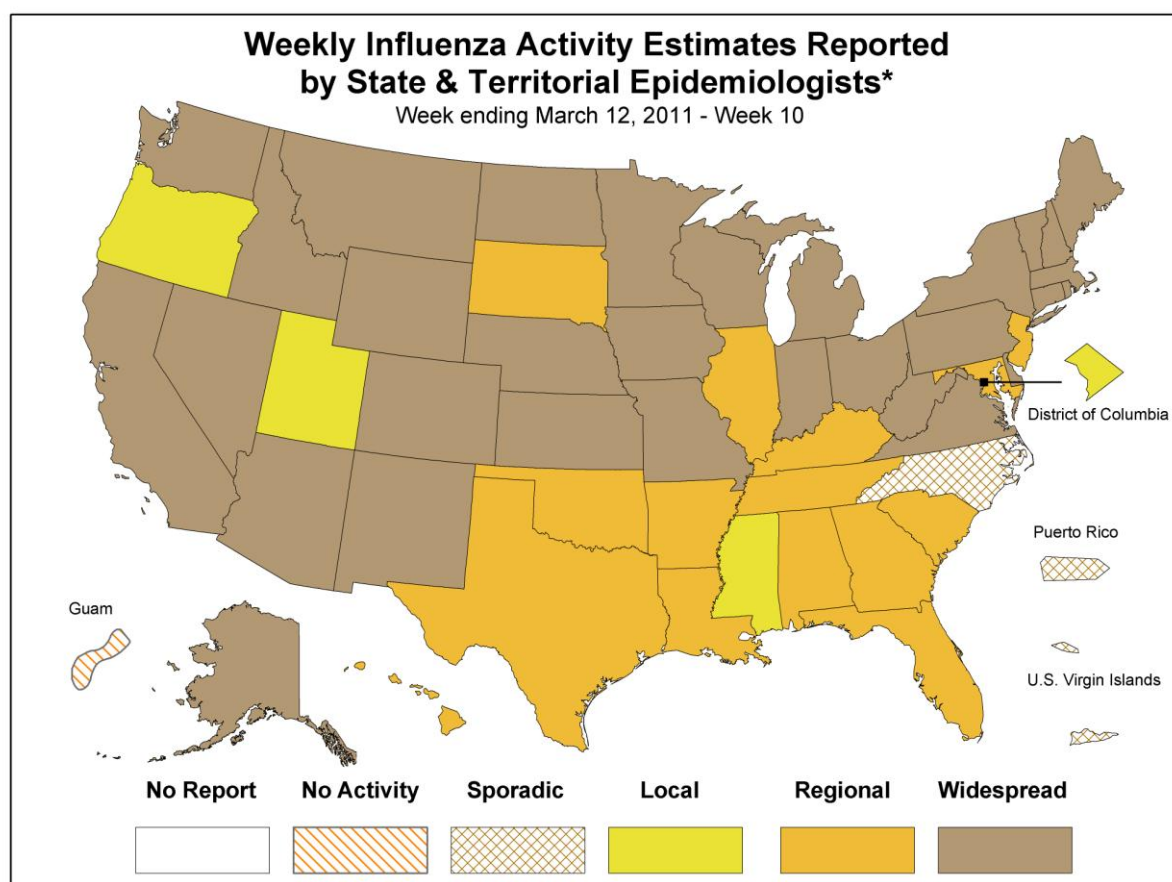 Weekly Influenza Activity Estimates Reported
by State & Territorial Epidemiologists*
Week ending March 12, 2011 - Week 10
District of Columbia
Puerto Rico
Guam
U.S. Virgin Islands
No Report
No Activity
Sporadic
Local
Regional
Widespread